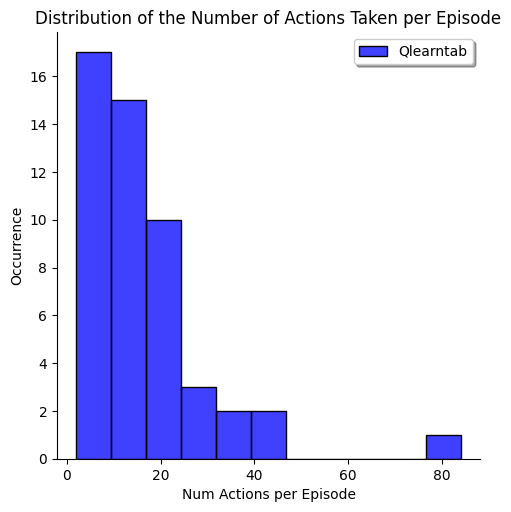 Distribution of the Number of Actions Taken per Episode
Qlearntab
16
14
12
10
8
6
4
2
0
Occurrence
0 20 40 60 80
Num Actions per Episode